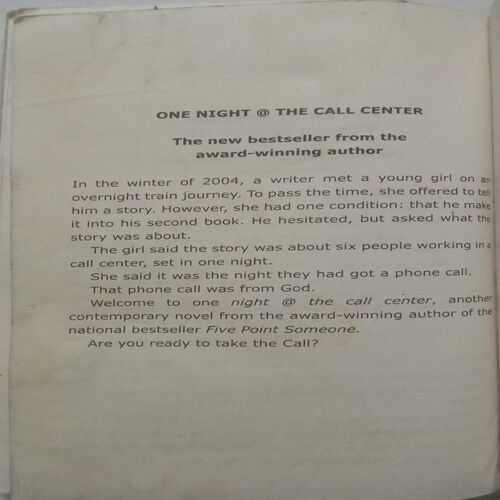 ONE NIGHT @ THE CALL CENTER
The new bestseller from the
award-winning author
In the winter of 2004, a writer met a young girl on an
overnight train journey. To pass the time, she offered to tell
him a story. However, she had one condition: that he make
it into his second book. He hesitated, but asked what the
story was about.
The girl said the story was about six people working in a
call center, set in one night.
She said it was the night they had got a phone call.
That phone call was from God.
Welcome to one night @ the call center, another
contemporary novel from the award-winning author of the
national bestseller Five Point Someone.
Are you ready to take the Call?